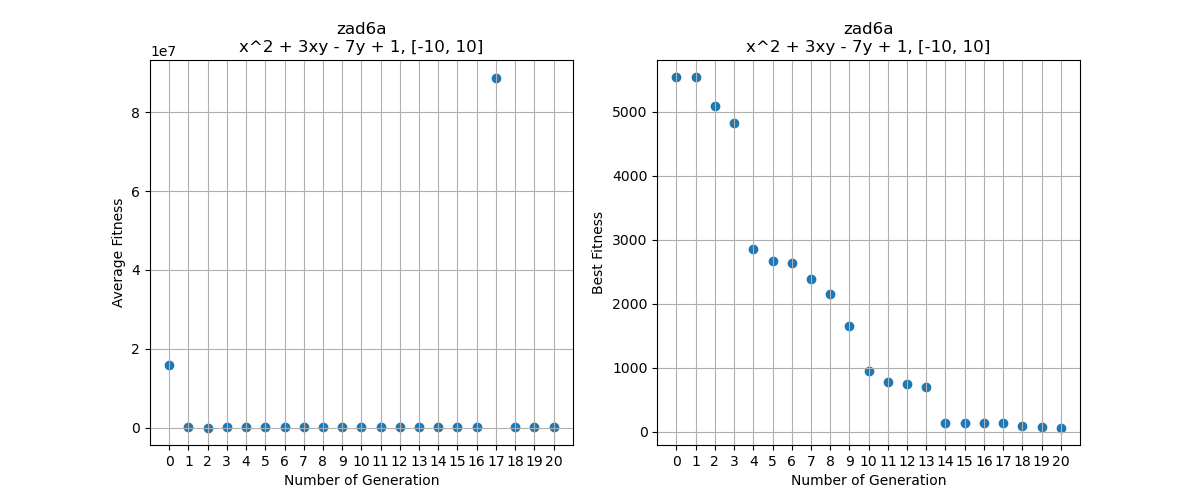 zad6a
x^2 + 3xy - 7y + 1, [-10, 10]
1e7
8
6
4
2
0
Average Fitness
0 1 2 3 4 5 6 7 8 9 10 11 12 13 14 15 16 17 18 19 20
Number of Generation
zad6a
x^2 + 3xy - 7y + 1, [-10, 10]
5000
4000
3000
2000
1000
0
Best Fitness
0 1 2 3 4 5 6 7 8 9 10 11 12 13 14 15 16 17 18 19 20
Number of Generation